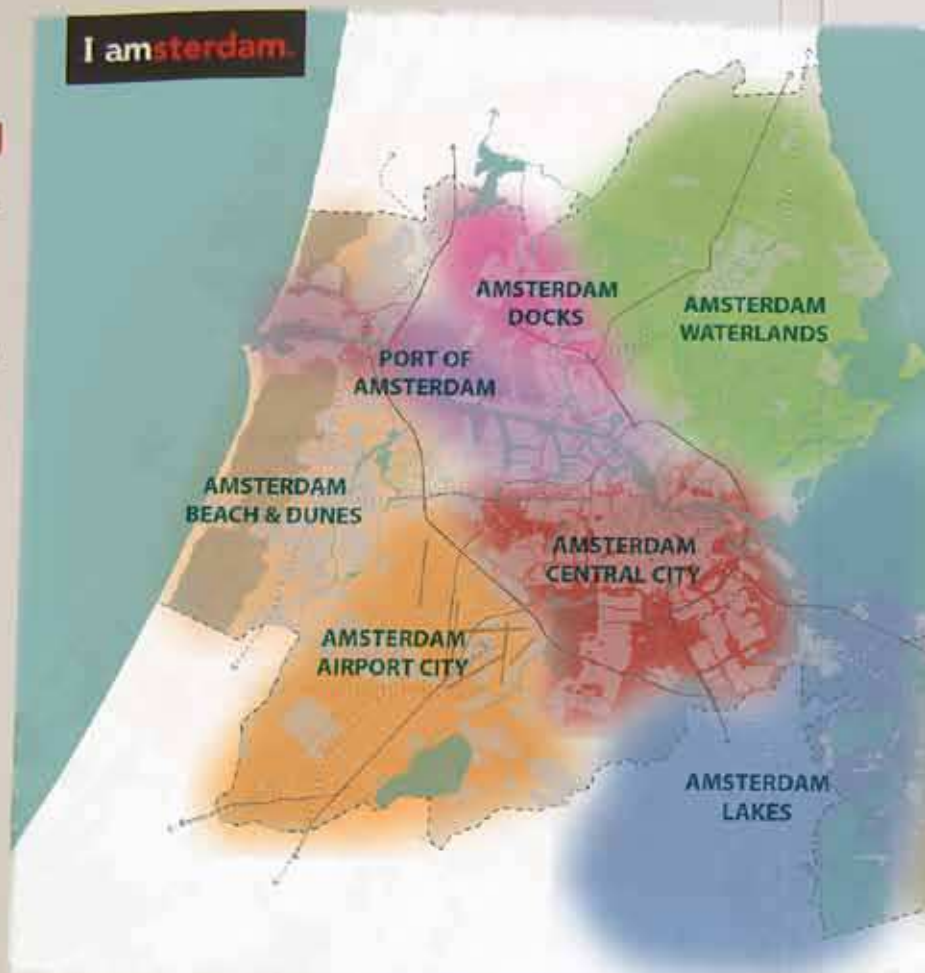 I amsterdam.
AMSTERDAM
DOCKS
AMSTERDAM
WATERLANDS
PORT OF
AMSTERDAM
AMSTERDAM
BEACH & DUNES
AMSTERDAM
CENTRAL CITY
AMSTERDAM
AIRPORT CITY
AMSTERDAM
LAKES